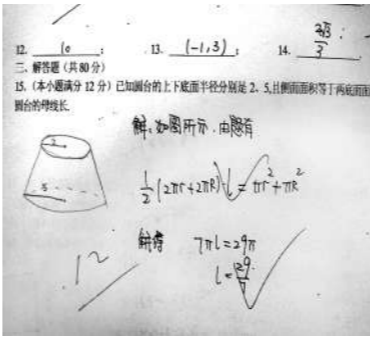 12. 10 ; 13. (-1,3) ; 14. 2√3/3 ;
二、解答题（共80分）
15.（本小题满分12分）已知圆台的上下底面半径分别是2、5,且侧面面积等于两底面面
圆台的母线长.
解:如图所示.由题有
2
5
1/2(2πr+2πR)l=πr²+πR²
解得 7πl=29π
l=29/7
12